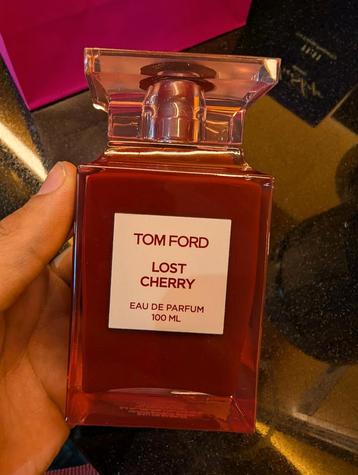 TOM FORD
LOST
CHERRY
EAU DE PARFUM
100 ML